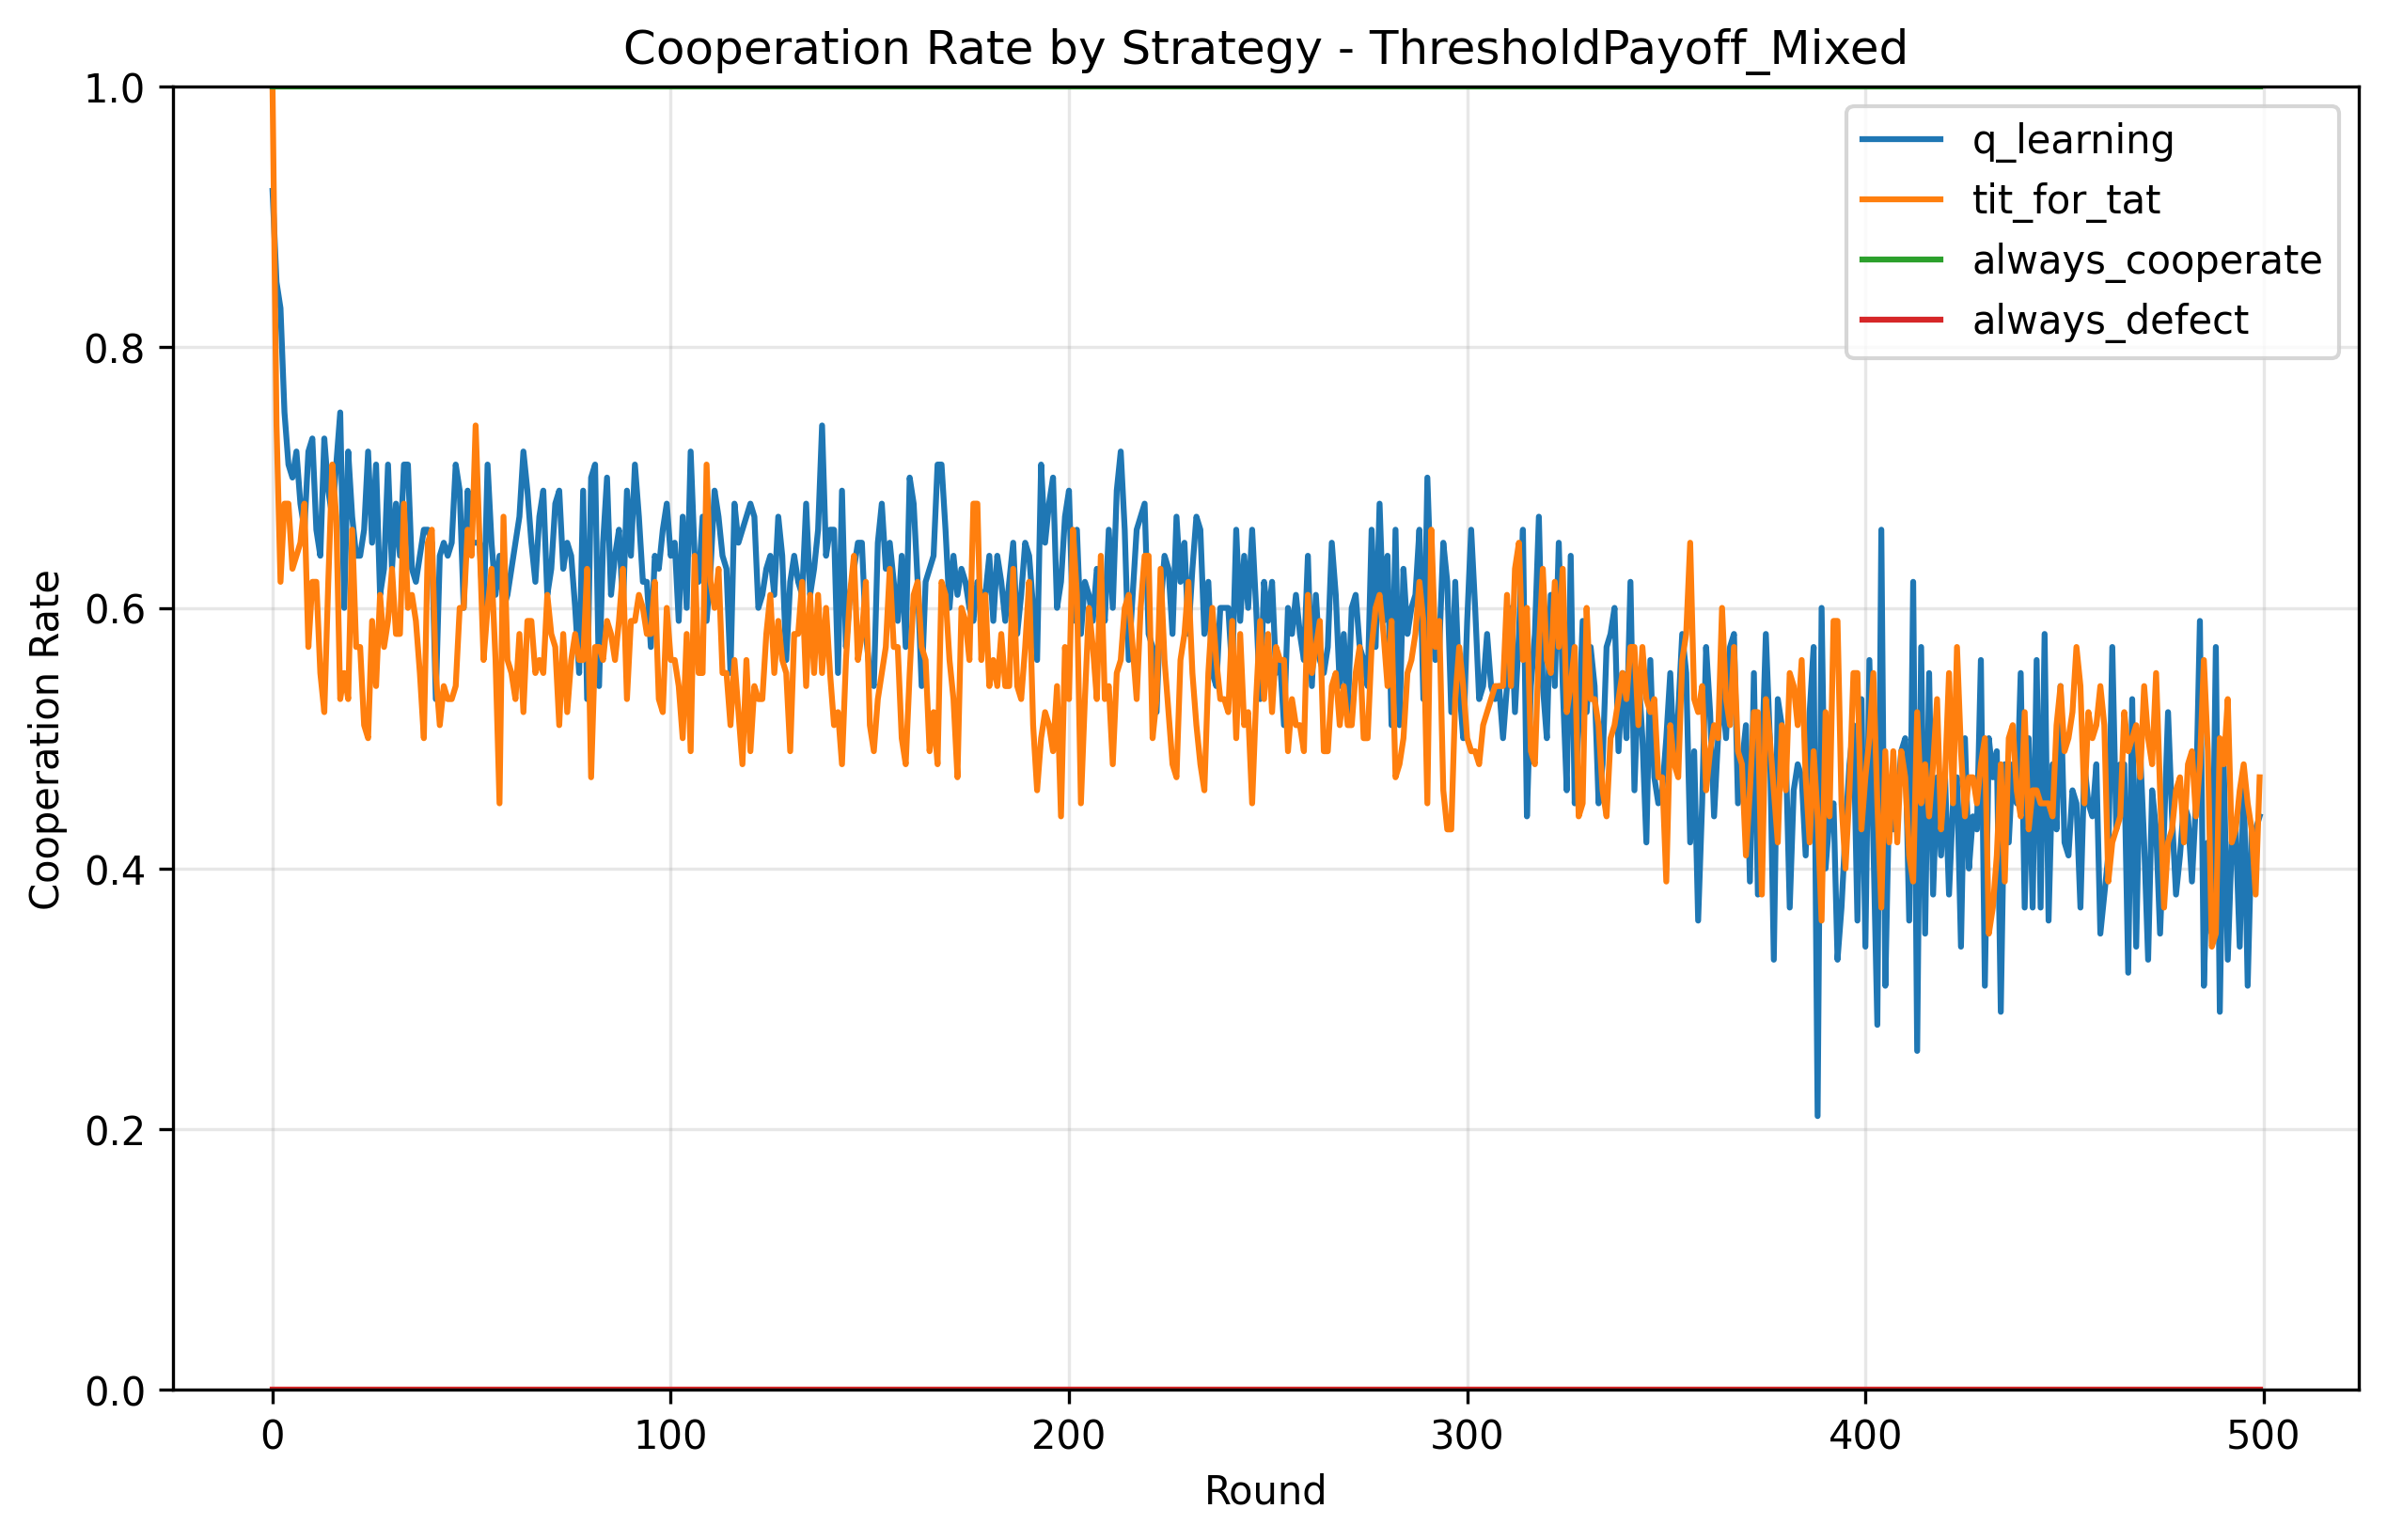 Cooperation Rate by Strategy - ThresholdPayoff_Mixed
1.0
0.8
0.6
0.4
0.2
0.0
Cooperation Rate
q_learning
tit_for_tat
always_cooperate
always_defect
0 100 200 300 400 500
Round